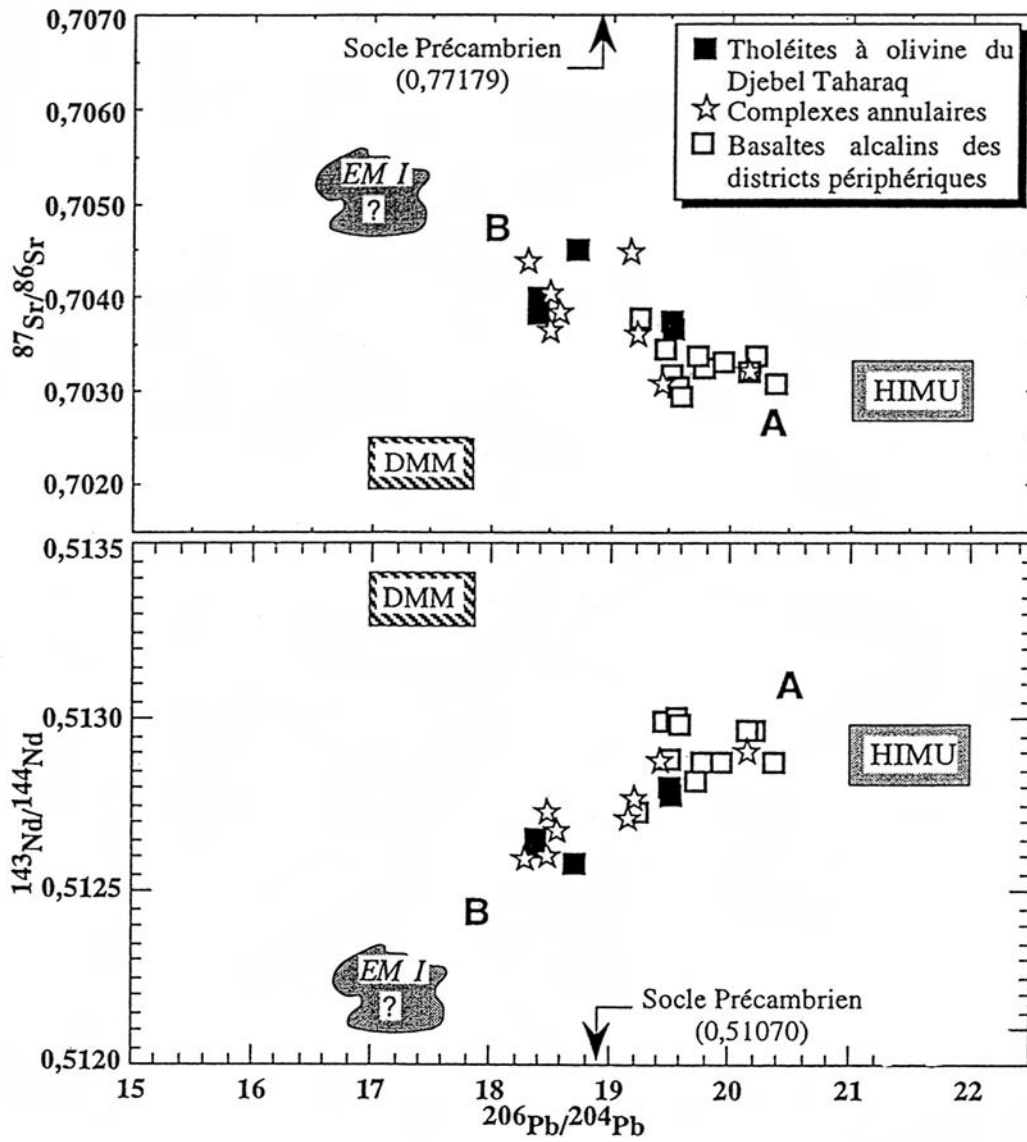 0,7070
Socle Précambrien
(0,77179)
■ Tholéites à olivine du
Djebel Taharaq
☆ Complexes annulaires
□ Basaltes alcalins des
districts périphériques
0,7060
EM I
?
0,7050
B
87Sr/86Sr
0,7040
0,7030
HIMU
A
DMM
0,7020
0,5135
DMM
A
0,5130
HIMU
143Nd/144Nd
0,5125
B
EM I
?
Socle Précambrien
(0,51070)
0,5120
15 16 17 18 19 20 21 22
206Pb/204Pb